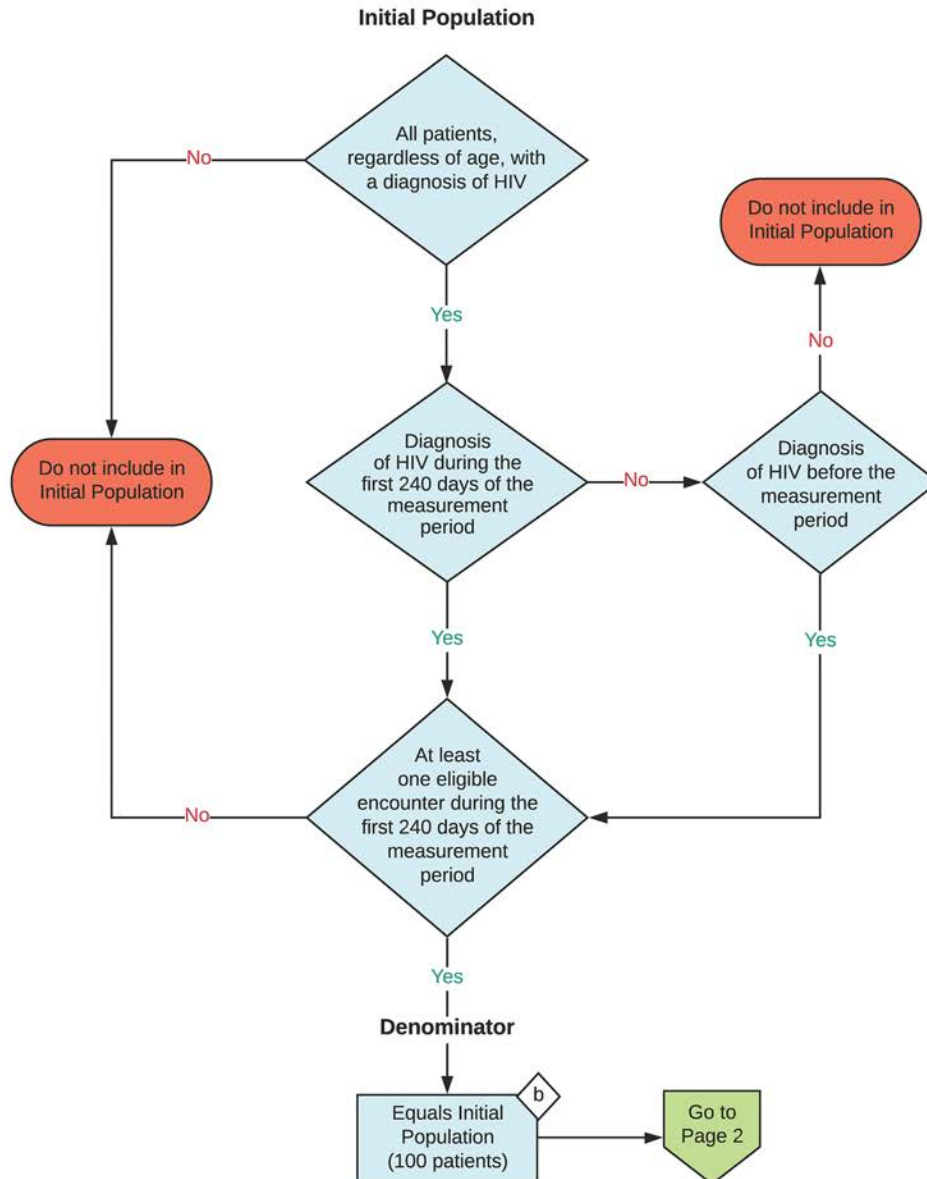 Initial Population
All patients,
regardless of age, with
a diagnosis of HIV
No
Yes
Do not include in
Initial Population
No
Diagnosis
of HIV during the
first 240 days of the
measurement
period
No
Diagnosis
of HIV before the
measurement
period
Do not include in
Initial Population
Yes
Yes
At least
one eligible
encounter during the
first 240 days of the
measurement
period
No
Yes
Denominator
Equals Initial
Population
(100 patients)
b
Go to
Page 2